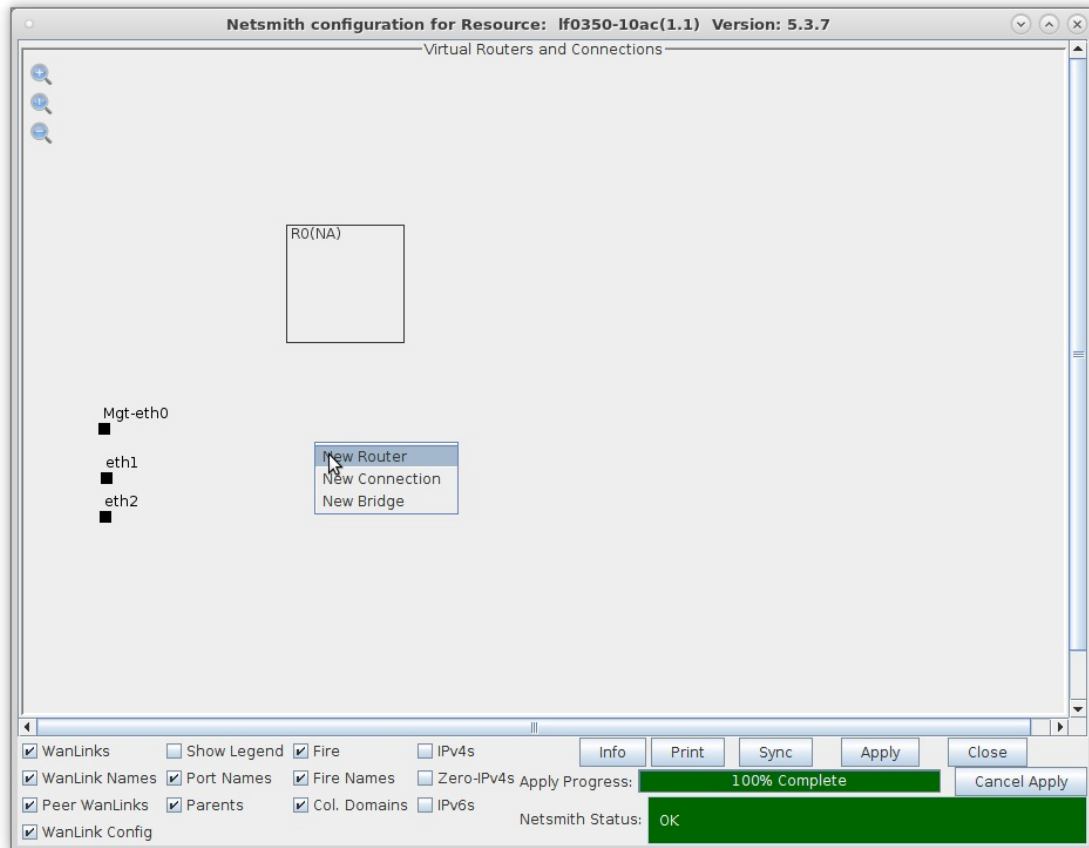 Netsmith configuration for Resource:  lf0350-10ac(1.1)  Version: 5.3.7
Virtual Routers and Connections
R0(NA)
Mgt-eth0
eth1
eth2
New Router
New Connection
New Bridge
WanLinks Show Legend Fire IPv4s Info Print Sync Apply Close
WanLink Names Port Names Fire Names Zero-IPv4s Apply Progress: 100% Complete Cancel Apply
Peer WanLinks Parents Col. Domains IPv6s
Netsmith Status: OK
WanLink Config